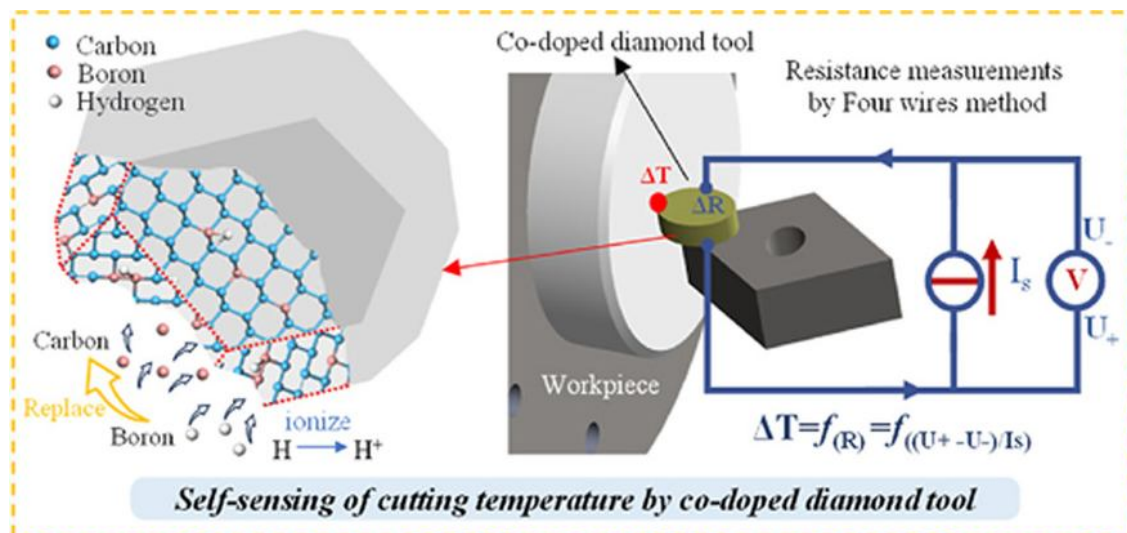 Carbon
Boron
Hydrogen
Carbon
Replace
Boron
ionize
H → H⁺
Co-doped diamond tool
Resistance measurements
by Four wires method
ΔT
ΔR
U-
Is
V
U+
Workpiece
ΔT=f(R)=f((U+ -U-)/Is)
Self-sensing of cutting temperature by co-doped diamond tool